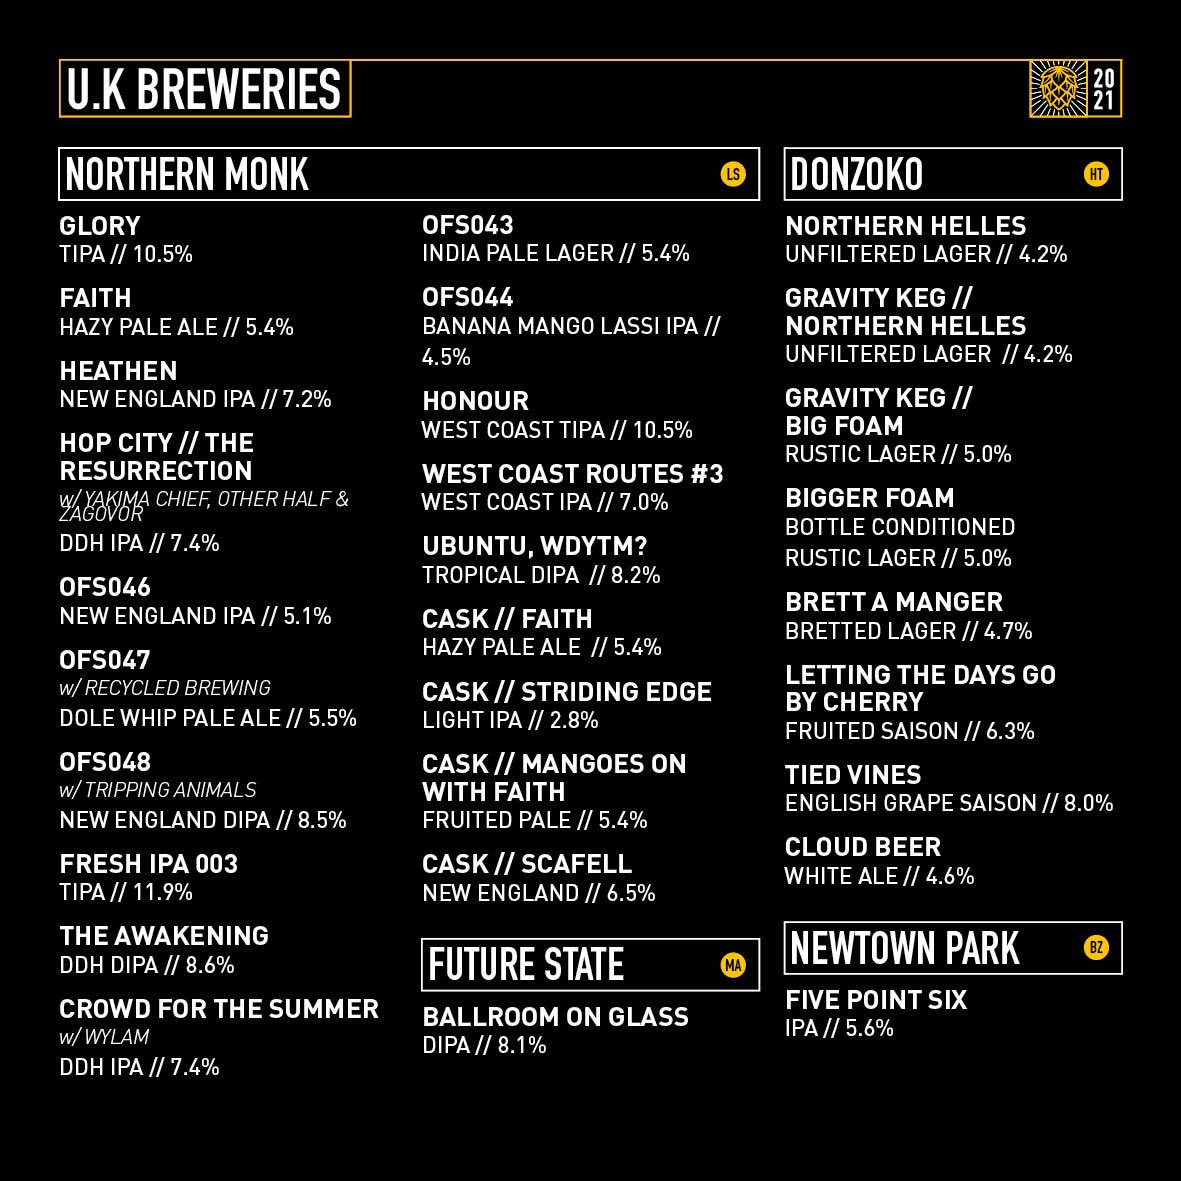 U.K BREWERIES
20
21
NORTHERN MONK
LS
GLORY
TIPA // 10.5%
FAITH
HAZY PALE ALE // 5.4%
HEATHEN
NEW ENGLAND IPA // 7.2%
HOP CITY // THE
RESURRECTION
w/ YAKIMA CHIEF, OTHER HALF &
ZAGOVOR
DDH IPA // 7.4%
OFS046
NEW ENGLAND IPA // 5.1%
OFS047
w/ RECYCLED BREWING
DOLE WHIP PALE ALE // 5.5%
OFS048
w/ TRIPPING ANIMALS
NEW ENGLAND DIPA // 8.5%
FRESH IPA 003
TIPA // 11.9%
THE AWAKENING
DDH DIPA // 8.6%
CROWD FOR THE SUMMER
w/ WYLAM
DDH IPA // 7.4%
OFS043
INDIA PALE LAGER // 5.4%
OFS044
BANANA MANGO LASSI IPA //
4.5%
HONOUR
WEST COAST TIPA // 10.5%
WEST COAST ROUTES #3
WEST COAST IPA // 7.0%
UBUNTU, WDYTM?
TROPICAL DIPA // 8.2%
CASK // FAITH
HAZY PALE ALE // 5.4%
CASK // STRIDING EDGE
LIGHT IPA // 2.8%
CASK // MANGOES ON
WITH FAITH
FRUITED PALE // 5.4%
CASK // SCAFELL
NEW ENGLAND // 6.5%
FUTURE STATE
MA
BALLROOM ON GLASS
DIPA // 8.1%
DONZOKO
HT
NORTHERN HELLES
UNFILTERED LAGER // 4.2%
GRAVITY KEG //
NORTHERN HELLES
UNFILTERED LAGER // 4.2%
GRAVITY KEG //
BIG FOAM
RUSTIC LAGER // 5.0%
BIGGER FOAM
BOTTLE CONDITIONED
RUSTIC LAGER // 5.0%
BRETT A MANGER
BRETTED LAGER // 4.7%
LETTING THE DAYS GO
BY CHERRY
FRUITED SAISON // 6.3%
TIED VINES
ENGLISH GRAPE SAISON // 8.0%
CLOUD BEER
WHITE ALE // 4.6%
NEWTOWN PARK
BZ
FIVE POINT SIX
IPA // 5.6%